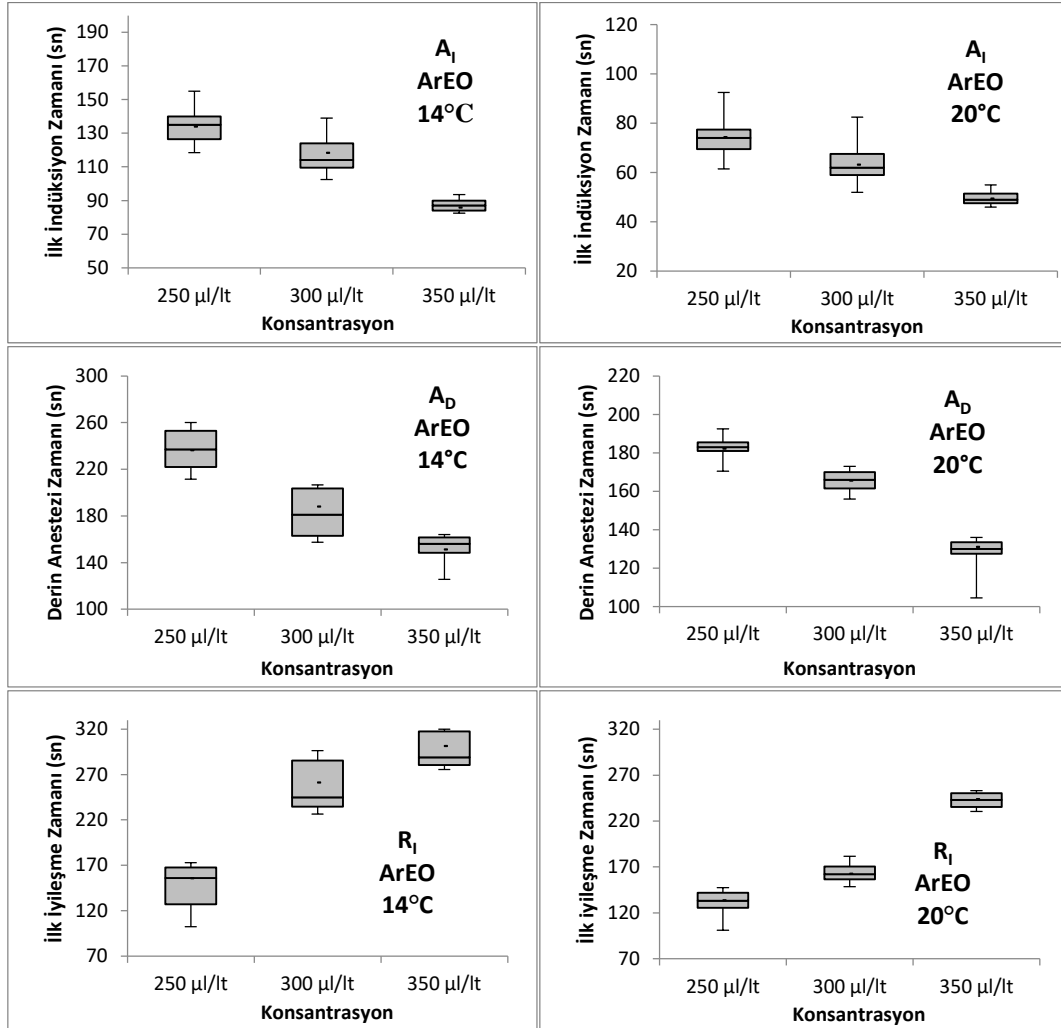 İlk İndüksiyon Zamanı (sn)
190
170
150
130
110
90
70
50
A_I
ArEO
14°C
250 µl/lt 300 µl/lt 350 µl/lt
Konsantrasyon
İlk İndüksiyon Zamanı (sn)
100
80
60
40
20
A_I
ArEO
20°C
250 µl/lt 300 µl/lt 350 µl/lt
Konsantrasyon
Derin Anestezi Zamanı (sn)
300
260
220
180
140
100
A_D
ArEO
14°C
250 µl/lt 300 µl/lt 350 µl/lt
Konsantrasyon
Derin Anestezi Zamanı (sn)
220
200
180
160
140
120
100
A_D
ArEO
20°C
250 µl/lt 300 µl/lt 350 µl/lt
Konsantrasyon
İlk İyileşme Zamanı (sn)
320
270
220
170
120
70
R_I
ArEO
14°C
250 µl/lt 300 µl/lt 350 µl/lt
Konsantrasyon
İlk iyileşme Zamanı (sn)
320
270
220
170
120
70
R_I
ArEO
20°C
250 µl/lt 300 µl/lt 350 µl/lt
Konsantrasyon